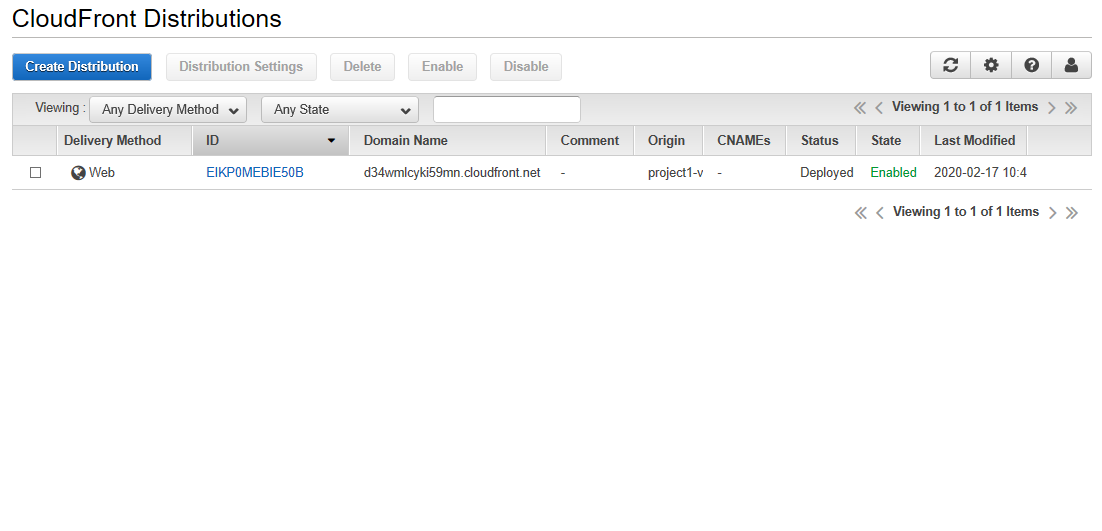 CloudFront Distributions
Create Distribution Distribution Settings Delete Enable Disable
Viewing : Any Delivery Method Any State Viewing 1 to 1 of 1 Items
Delivery Method ID Domain Name Comment Origin CNAMEs Status State Last Modified
Web EIKP0MEBIE50B d34wmlcyki59mn.cloudfront.net - project1-v - Deployed Enabled 2020-02-17 10:4
Viewing 1 to 1 of 1 Items